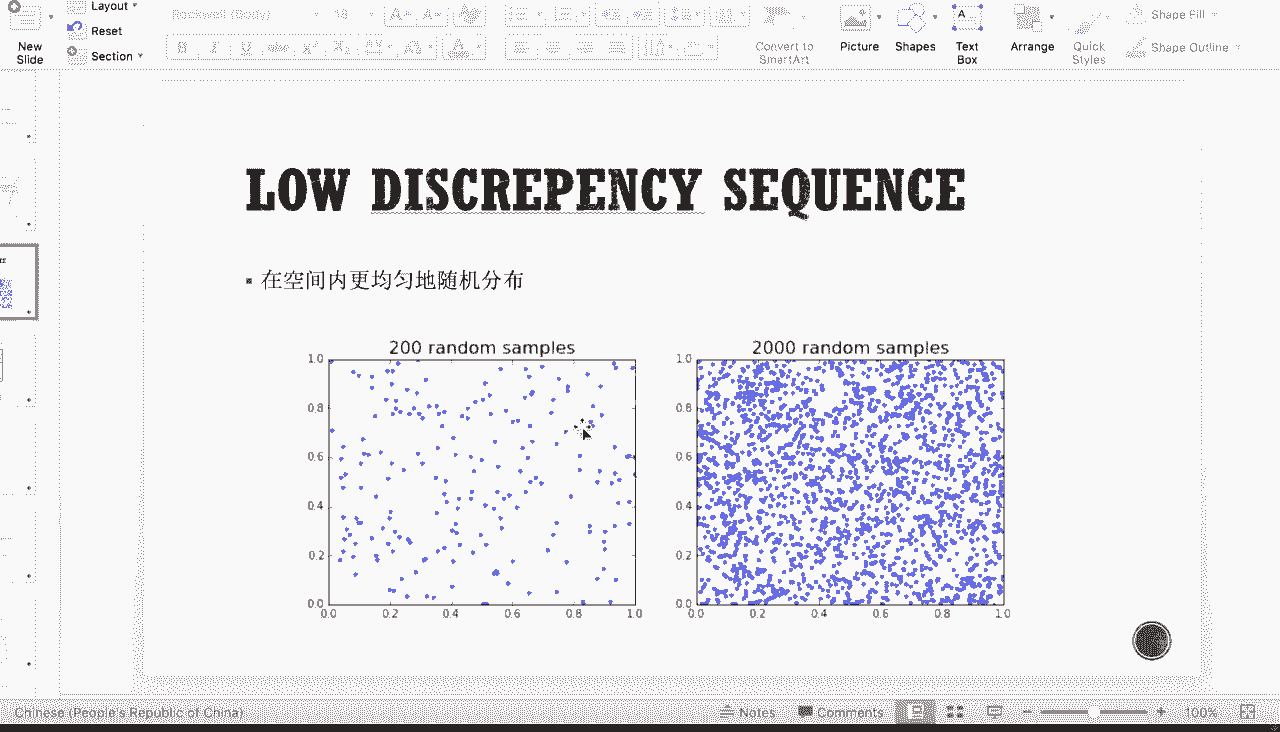 Layout
Rockwell (Body)
18
New
Slide
Reset
Section
Convert to
SmartArt
Picture
Shapes
Text
Box
Arrange
Quick
Styles
Shape Fill
Shape Outline
LOW DISCREPENCY SEQUENCE
在空间内更均匀地随机分布
200 random samples
1.0
0.8
0.6
0.4
0.2
0.0
0.0 0.2 0.4 0.6 0.8 1.0
2000 random samples
1.0
0.8
0.6
0.4
0.2
0.0
0.0 0.2 0.4 0.6 0.8 1.0
Chinese (People's Republic of China)
Notes
Comments
100%